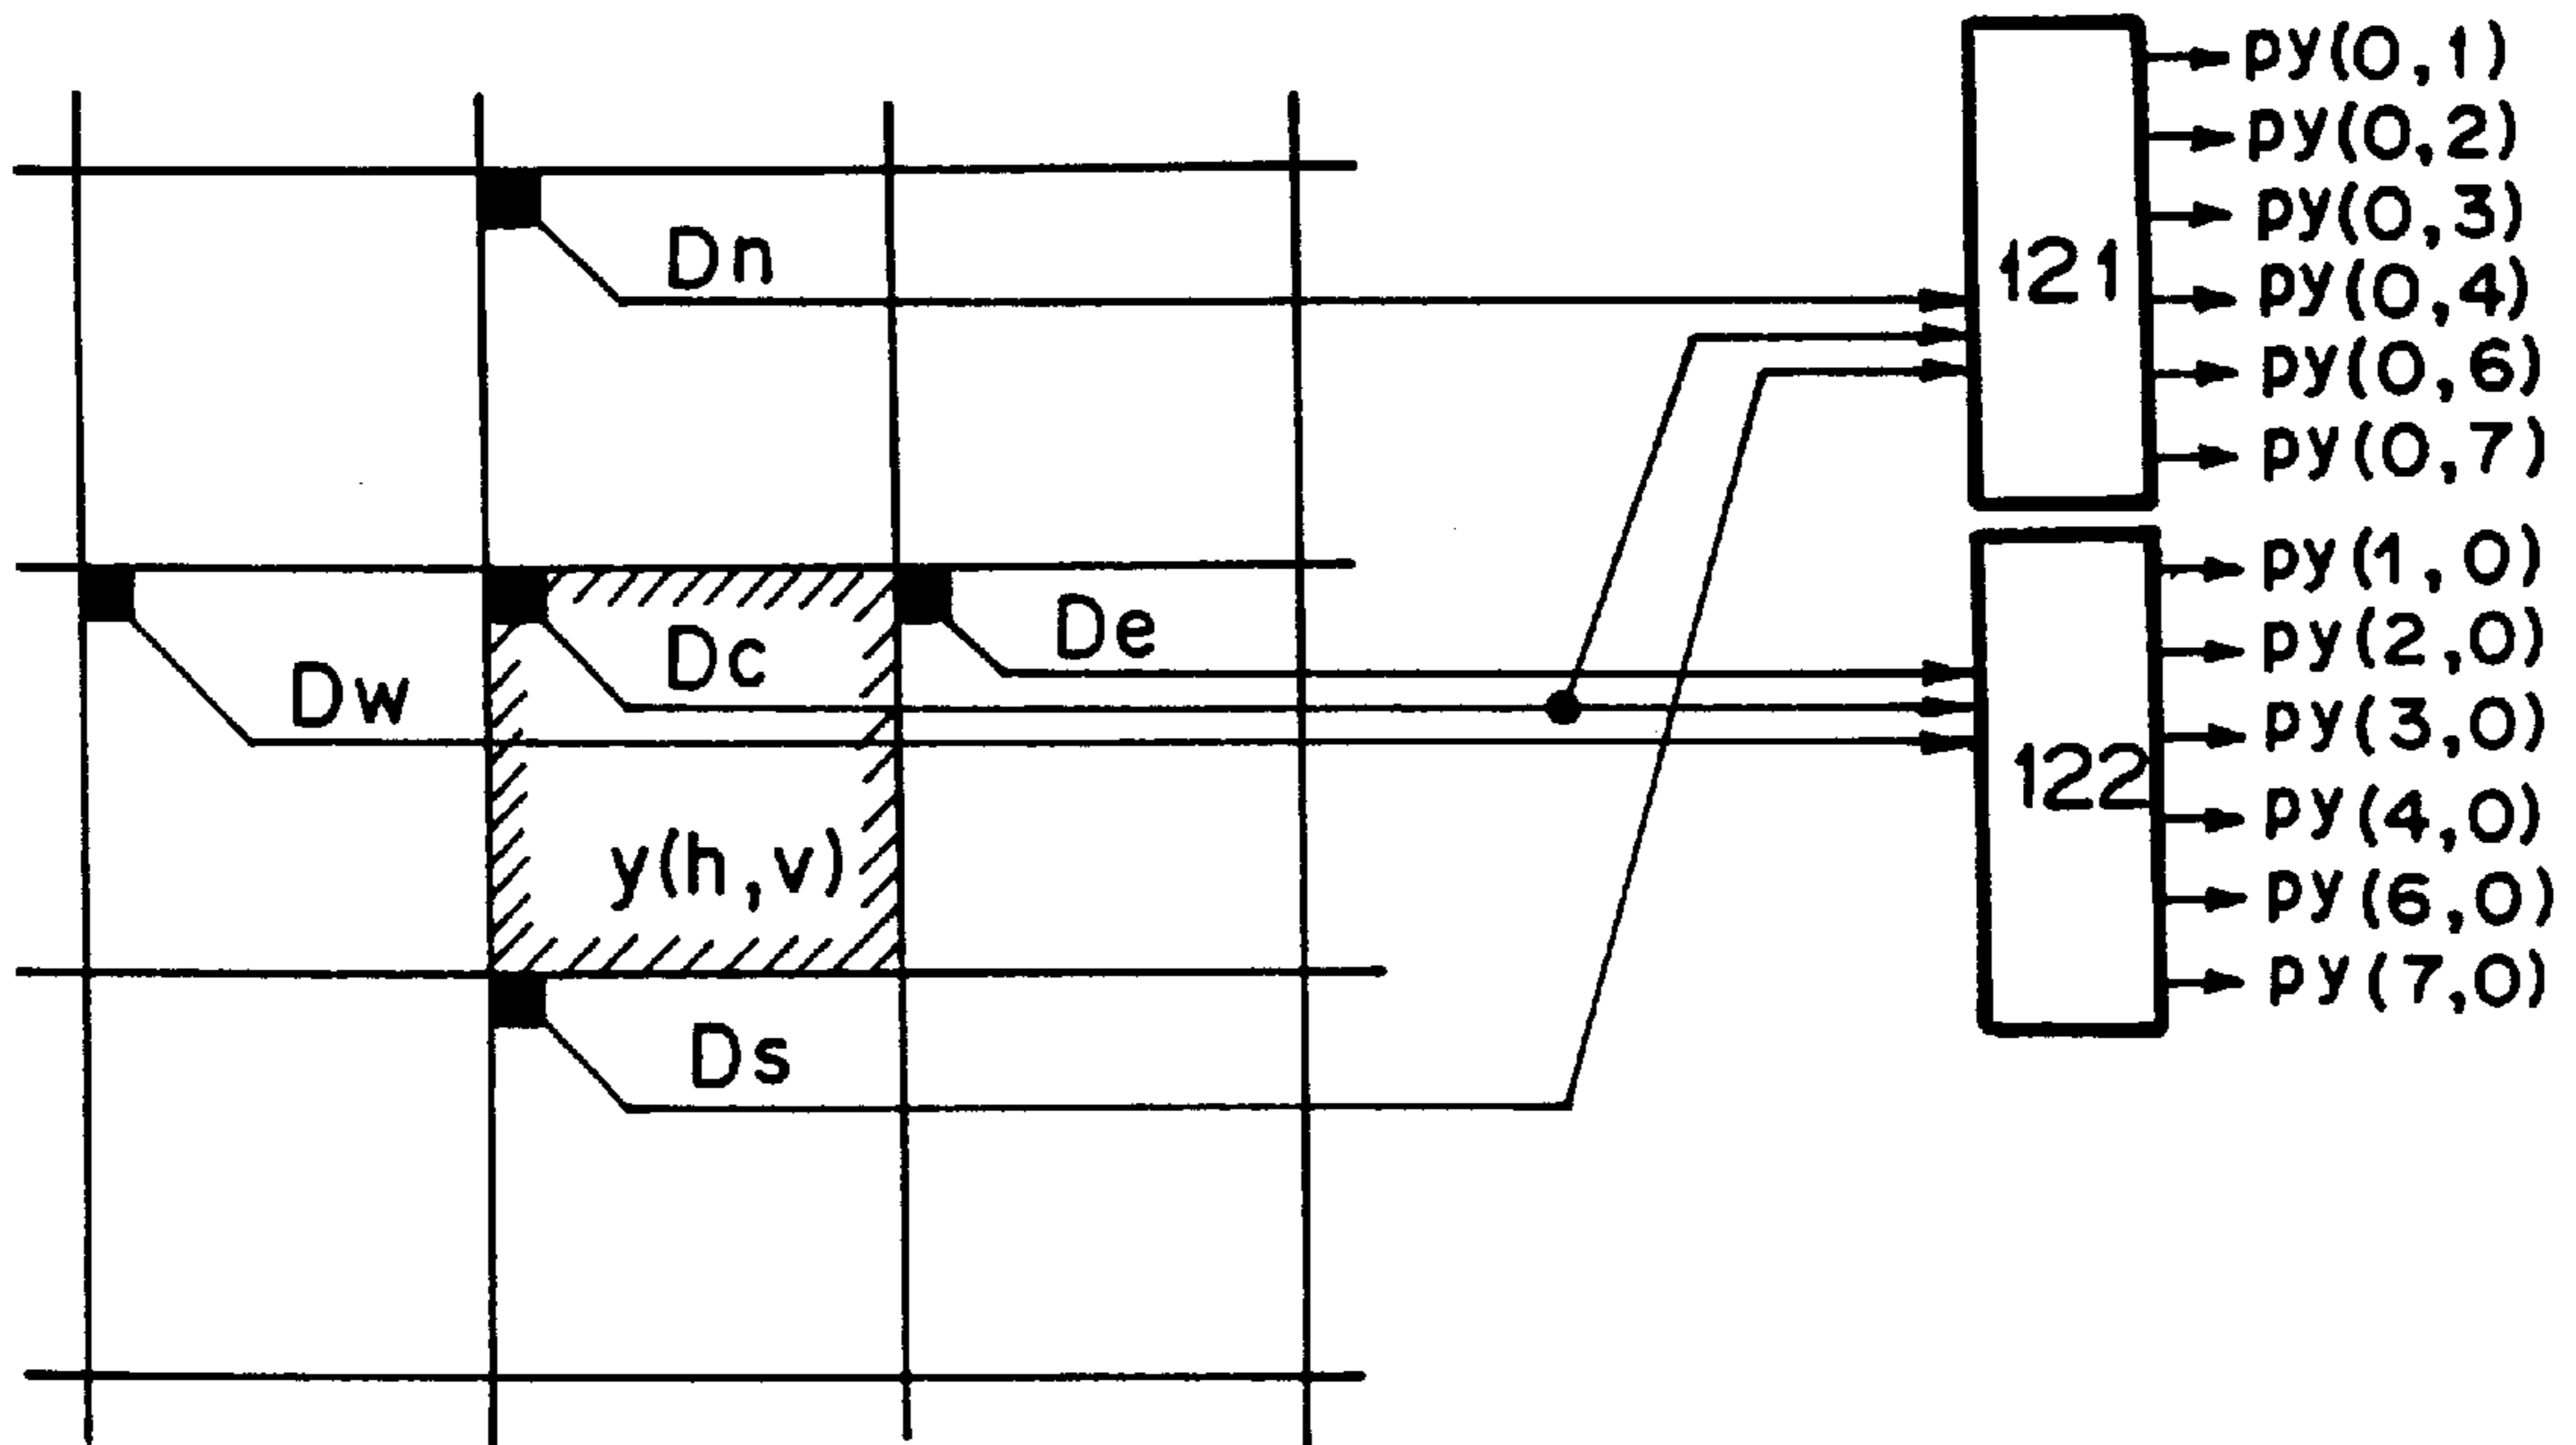 Dn
Dw
Dc
De
y(h,v)
Ds
121
py(0,1)
py(0,2)
py(0,3)
py(0,4)
py(0,6)
py(0,7)
122
py(1,0)
py(2,0)
py(3,0)
py(4,0)
py(6,0)
py(7,0)